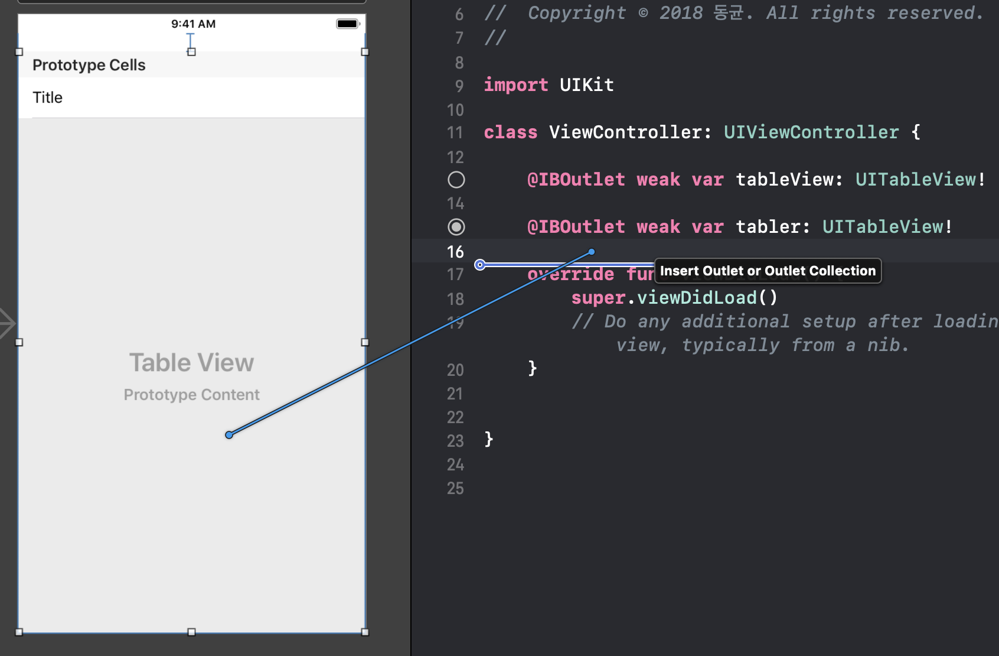 9:41 AM
Prototype Cells
Title
Table View
Prototype Content
6 //  Copyright © 2018 동균. All rights reserved.
7 //
8
9 import UIKit
10
11 class ViewController: UIViewController {
12
@IBOutlet weak var tableView: UITableView!
14
@IBOutlet weak var tabler: UITableView!
16
Insert Outlet or Outlet Collection
17 override func
18 super.viewDidLoad()
19 // Do any additional setup after loadin
view, typically from a nib.
20 }
21
22
23 }
24
25